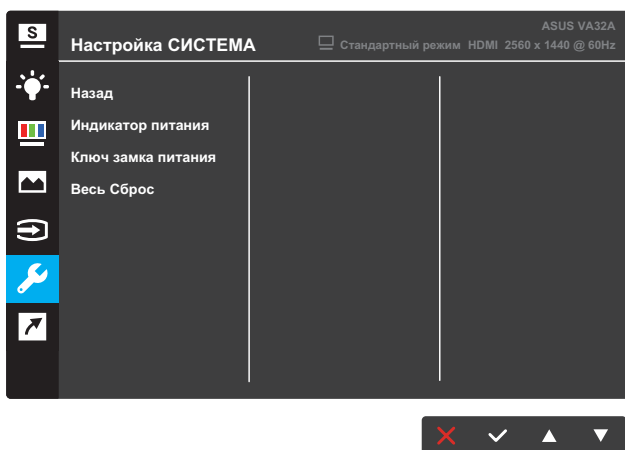 S
ASUS VA32A
Настройка СИСТЕМА
Стандартный режим HDMI 2560 x 1440 @ 60Hz
Назад
Индикатор питания
Ключ замка питания
Весь Сброс